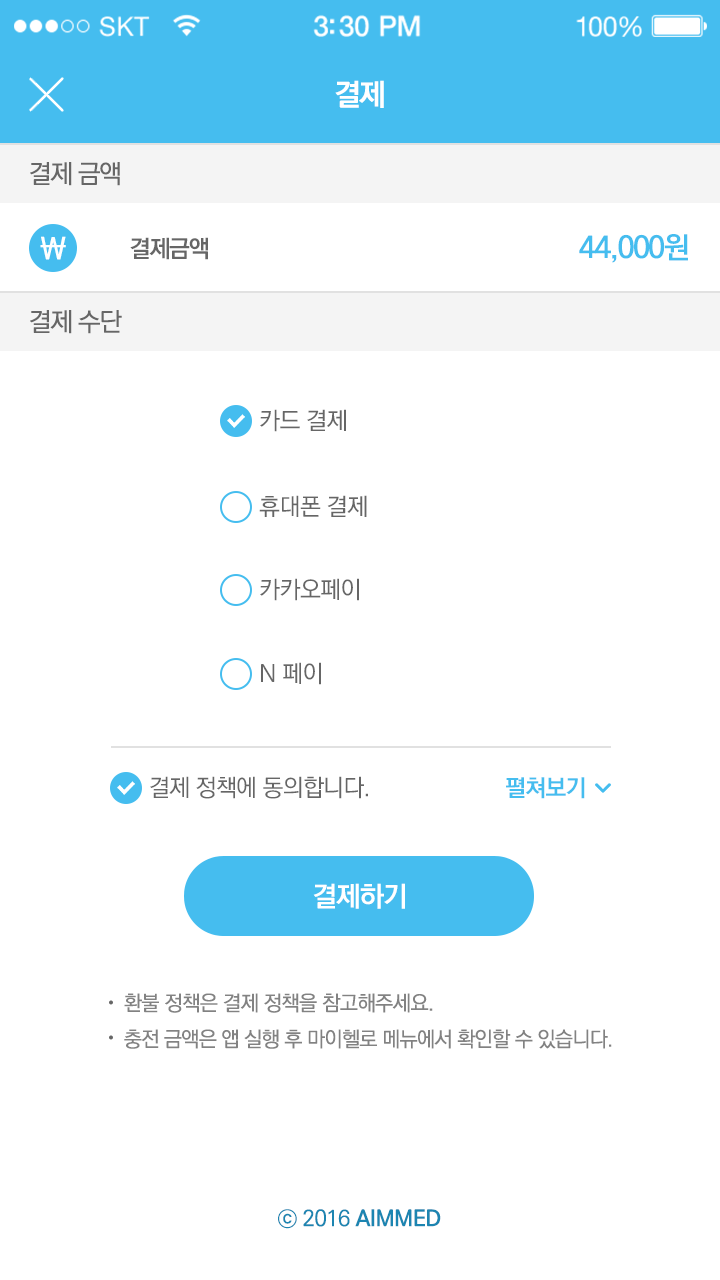 SKT 3:30 PM 100%
결제
결제 금액
₩ 결제금액 44,000원
결제 수단
카드 결제
휴대폰 결제
카카오페이
N 페이
결제 정책에 동의합니다. 펼쳐보기
결제하기
· 환불 정책은 결제 정책을 참고해주세요.
· 충전 금액은 앱 실행 후 마이헬로 메뉴에서 확인할 수 있습니다.
ⓒ 2016 AIMMED